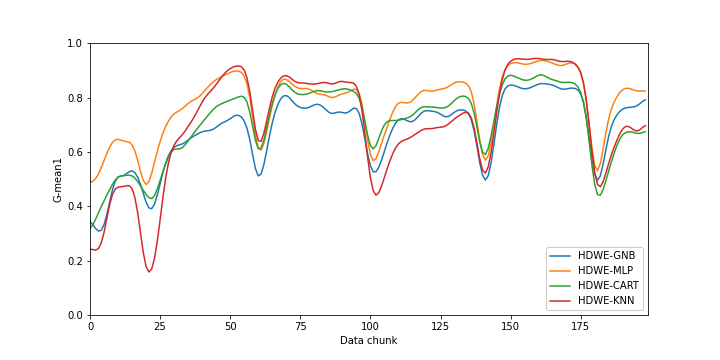 1.0
0.8
0.6
0.4
0.2
0.0
G-mean1
0 25 50 75 100 125 150 175
Data chunk
HDWE-GNB
HDWE-MLP
HDWE-CART
HDWE-KNN